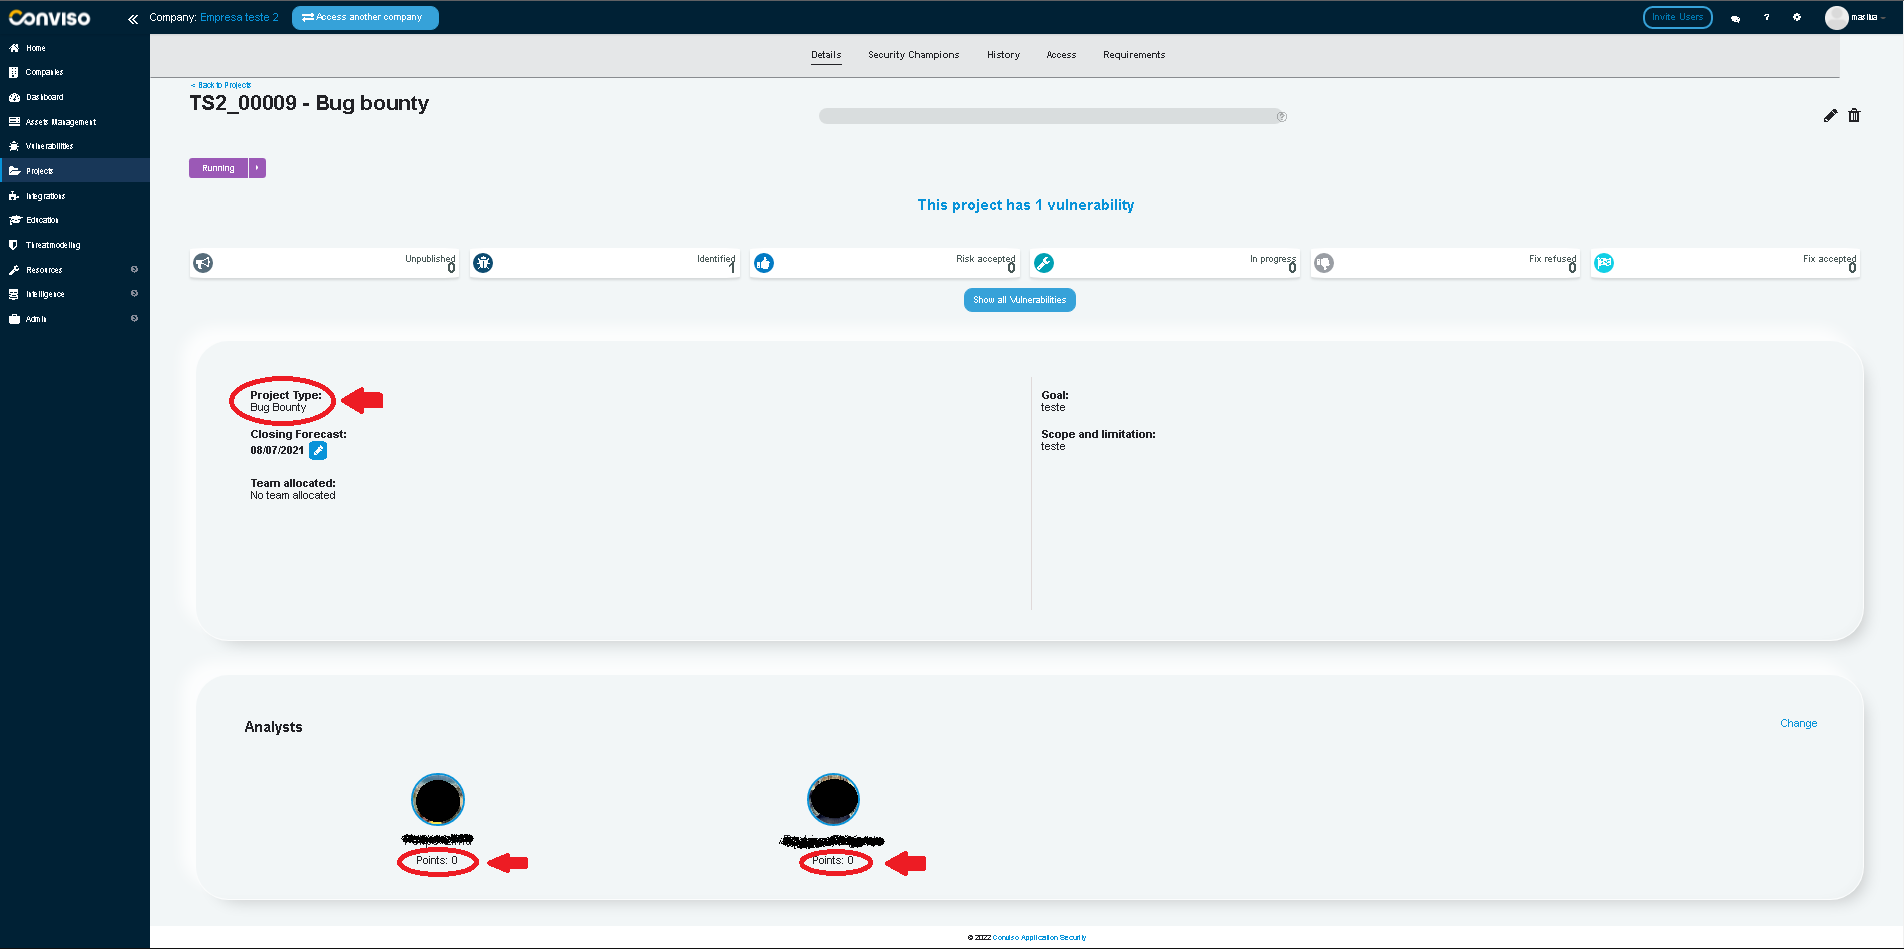 Conviso
Company: Empresa teste 2
Access another company
Invite Users
?
masilua
Home
Companies
Dashboard
Assets Management
Vulnerabilities
Projects
Integrations
Education
Threatmodeling
Resources
Intelligence
Admin
Details
Security Champions
History
Access
Requirements
< Back to Projects
TS2_00009 - Bug bounty
?
Running
This project has 1 vulnerability
Unpublished
0
Identified
1
Risk accepted
0
In progress
0
Fix refused
0
Fix accepted
0
Show all Vulnerabilities
Project Type:
Bug Bounty
Closing Forecast:
08/07/2021
Team allocated:
No team allocated
Goal:
teste
Scope and limitation:
teste
Analysts
Change
Points: 0
Points: 0
© 2022 Conviso Application Security